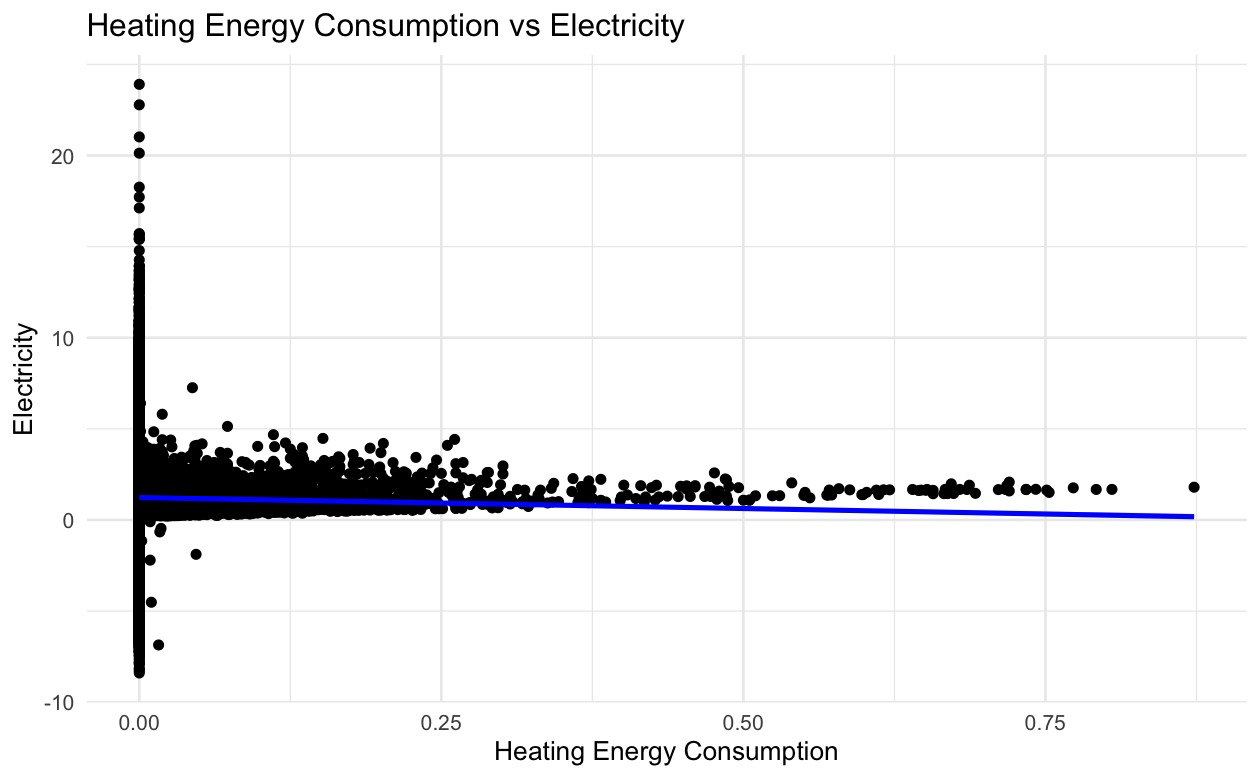 Heating Energy Consumption vs Electricity
20
10
0
-10
Electricity
0.00 0.25 0.50 0.75
Heating Energy Consumption